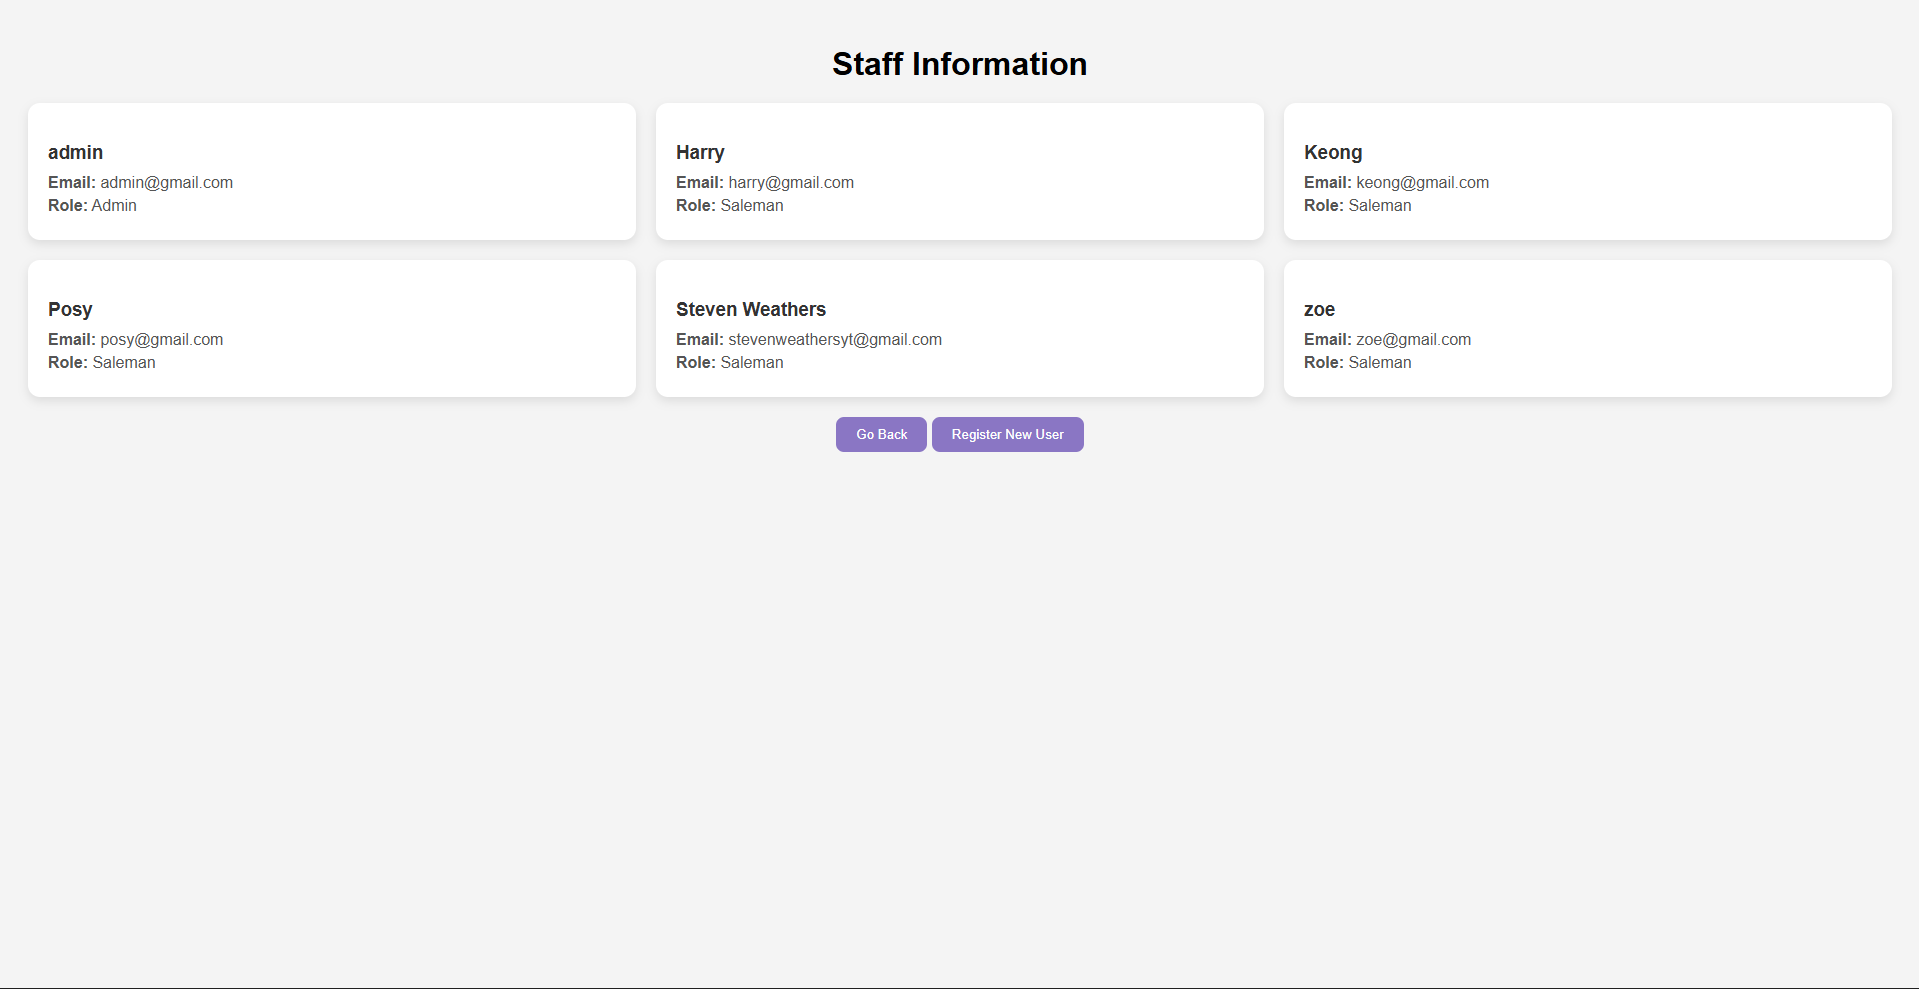 Staff Information
admin
Email: admin@gmail.com
Role: Admin
Harry
Email: harry@gmail.com
Role: Saleman
Keong
Email: keong@gmail.com
Role: Saleman
Posy
Email: posy@gmail.com
Role: Saleman
Steven Weathers
Email: stevenweathersyt@gmail.com
Role: Saleman
zoe
Email: zoe@gmail.com
Role: Saleman
Go Back
Register New User